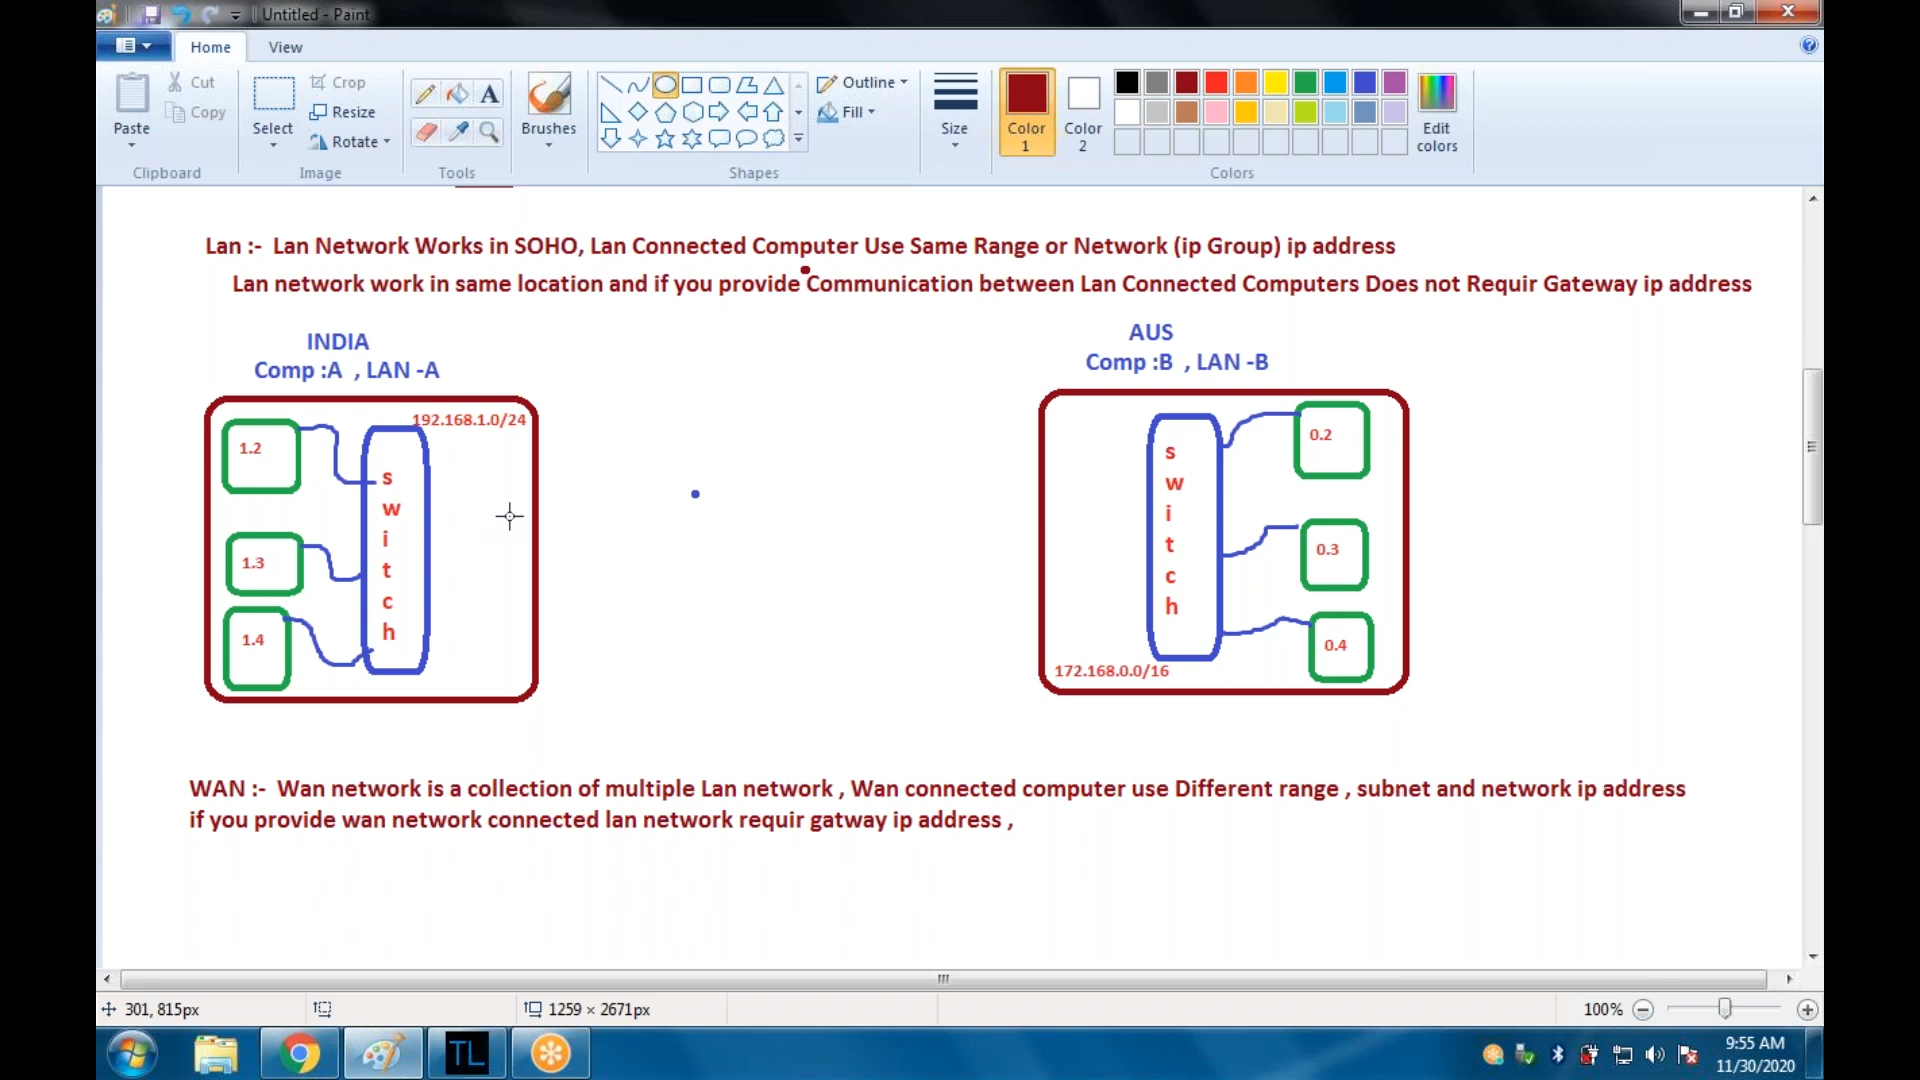 Untitled - Paint
Home
View
Paste
Cut
Copy
Clipboard
Select
Crop
Resize
Rotate
Image
A
Tools
Brushes
Outline
Fill
Shapes
Size
Color
1
Color
2
Edit
colors
Colors
Lan :-  Lan Network Works in SOHO, Lan Connected Computer Use Same Range or Network (ip Group) ip address
Lan network work in same location and if you provide Communication between Lan Connected Computers Does not Requir Gateway ip address
INDIA
Comp :A  , LAN -A
192.168.1.0/24
1.2
1.3
1.4
s
w
i
t
c
h
AUS
Comp :B  , LAN -B
s
w
i
t
c
h
0.2
0.3
0.4
172.168.0.0/16
WAN :-  Wan network is a collection of multiple Lan network , Wan connected computer use Different range , subnet and network ip address
if you provide wan network connected lan network requir gatway ip address ,
301, 815px
1259 × 2671px
100%
TL
9:55 AM
11/30/2020